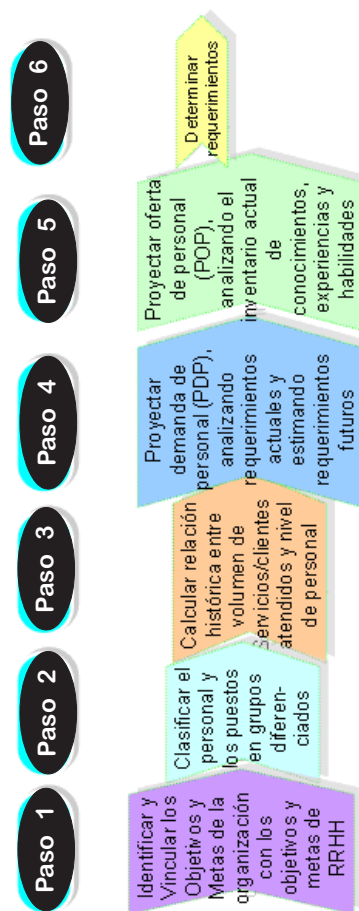 Paso 1
Paso 2
Paso 3
Paso 4
Paso 5
Paso 6
Identificar y
Vincular los
Objetivos y
Metas de la
organización
con los
objetivos y
metas de
RRHH
Clasificar el
personal y
los puestos
en grupos
diferen-
ciados
Calcular relación
histórica entre
volumen de
Servicios/clientes
atendidos y nivel
de personal
Proyectar
demanda de
personal (PDP),
analizando
requerimientos
actuales y
estimando
requerimientos
futuros
Proyectar oferta
de personal
(POP),
analizando el
inventario actual
de
conocimientos,
experiencias y
habilidades
Determinar
requerimientos